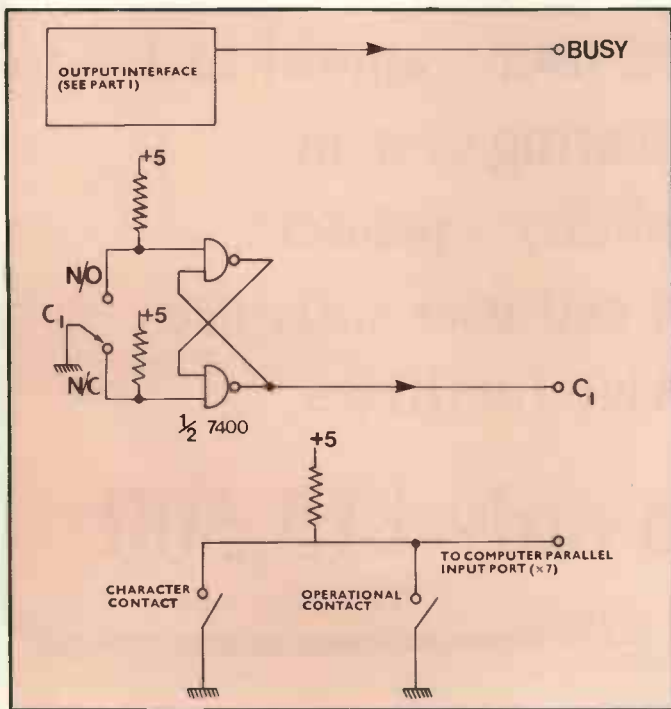 BUSY
OUTPUT INTERFACE
(SEE PART I)
+5
N/O
+5
C1
N/C
C1
1/2 7400
+5
TO COMPUTER PARALLEL
INPUT PORT (×7)
CHARACTER
CONTACT
OPERATIONAL
CONTACT